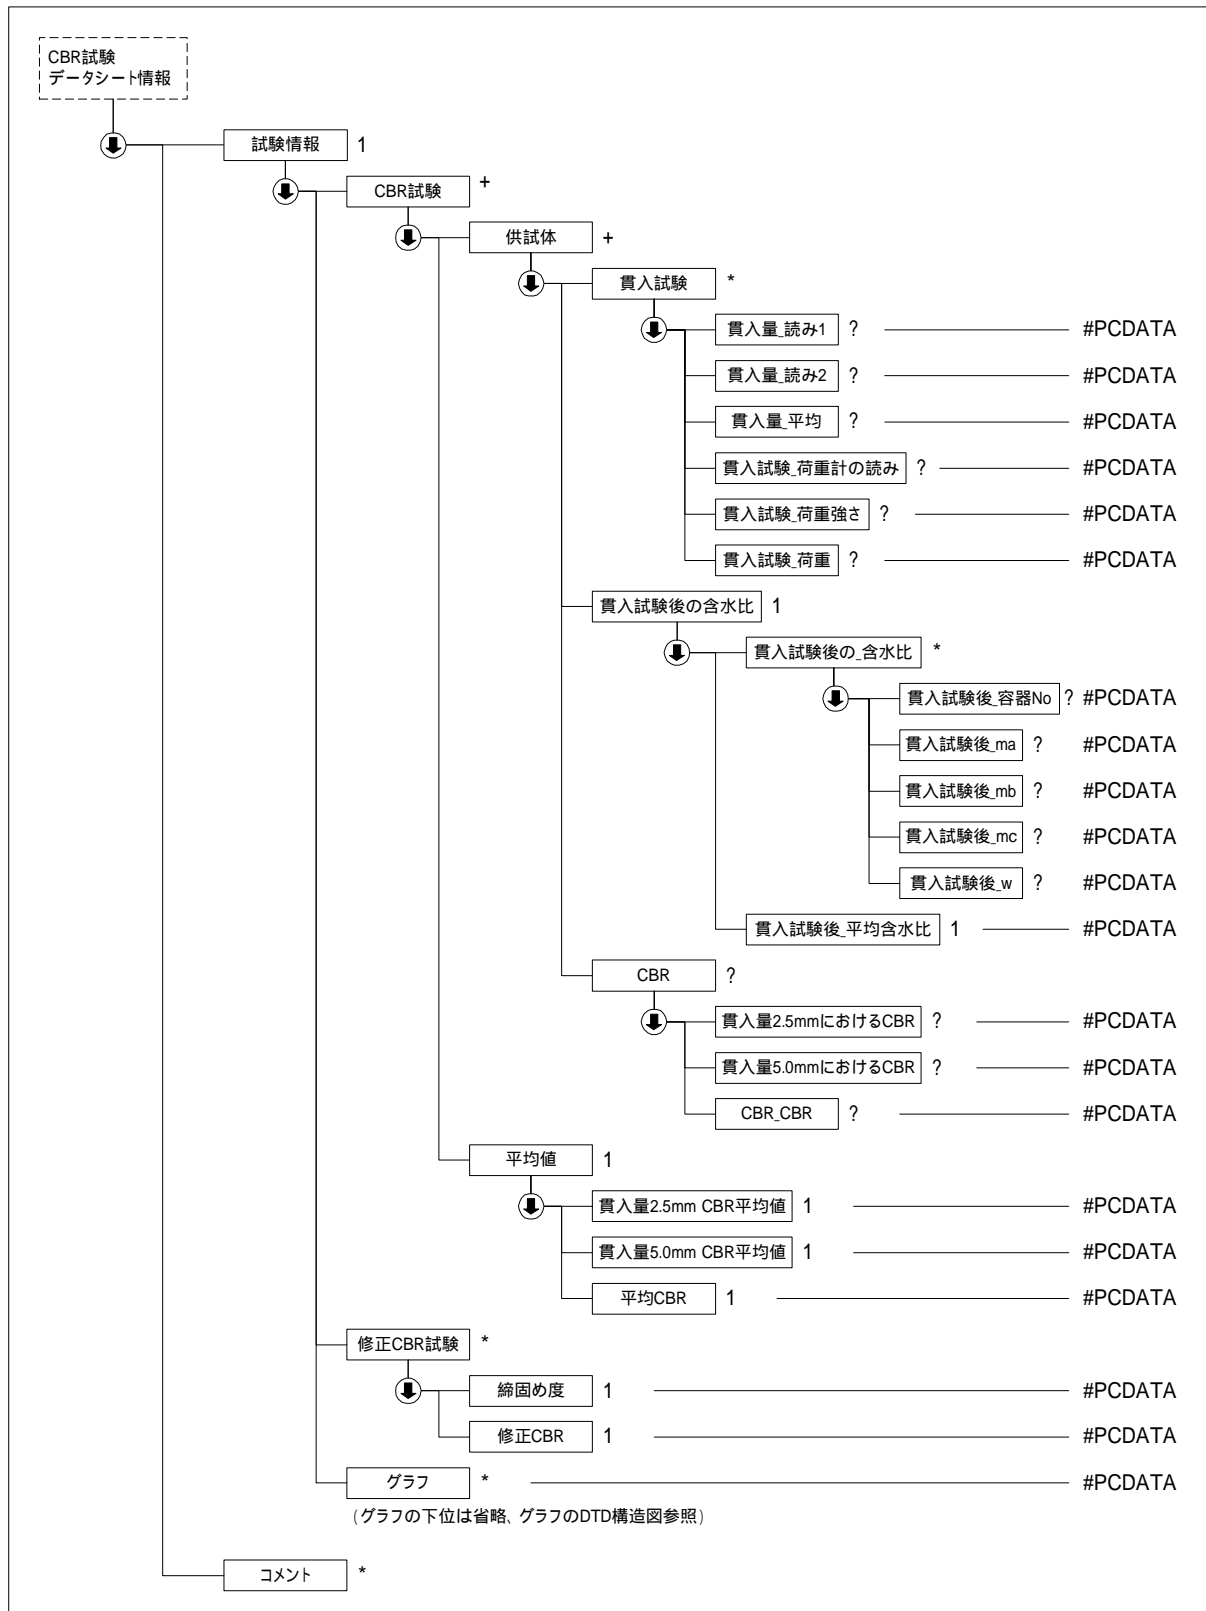 CBR試験
データシート情報
試験情報 1
CBR試験 +
供試体 +
貫入試験 *
貫入量_読み1 ? #PCDATA
貫入量_読み2 ? #PCDATA
貫入量_平均 ? #PCDATA
貫入試験_荷重計の読み ? #PCDATA
貫入試験_荷重強さ ? #PCDATA
貫入試験_荷重 ? #PCDATA
貫入試験後の含水比 1
貫入試験後の_含水比 *
貫入試験後_容器No ? #PCDATA
貫入試験後_ma ? #PCDATA
貫入試験後_mb ? #PCDATA
貫入試験後_mc ? #PCDATA
貫入試験後_w ? #PCDATA
貫入試験後_平均含水比 1 #PCDATA
CBR ?
貫入量2.5mmにおけるCBR ? #PCDATA
貫入量5.0mmにおけるCBR ? #PCDATA
CBR_CBR ? #PCDATA
平均値 1
貫入量2.5mm CBR平均値 1 #PCDATA
貫入量5.0mm CBR平均値 1 #PCDATA
平均CBR 1 #PCDATA
修正CBR試験 *
締固め度 1 #PCDATA
修正CBR 1 #PCDATA
グラフ * #PCDATA
(グラフの下位は省略、グラフのDTD構造図参照)
コメント *